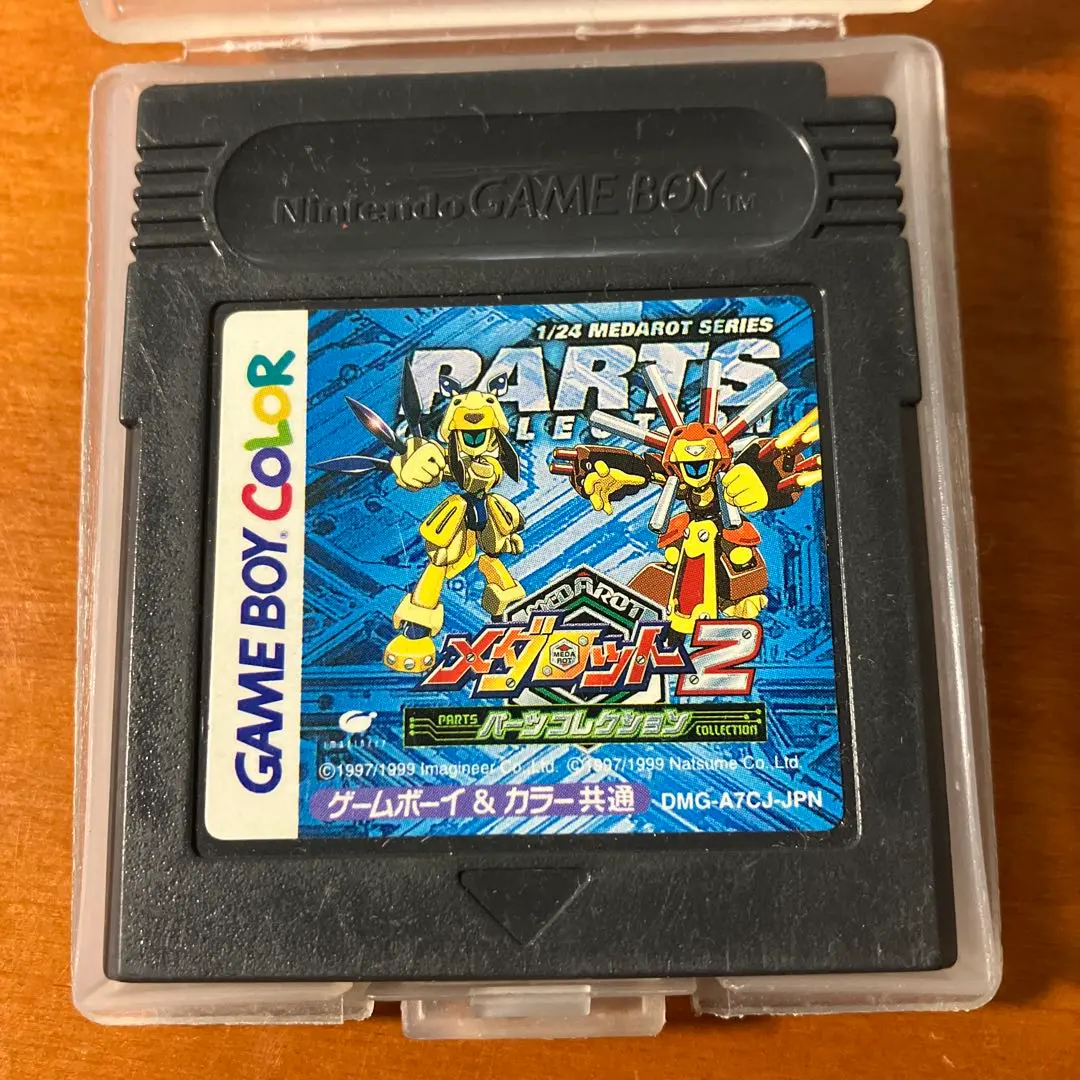 Nintendo GAME BOY TM
GAME BOY COLOR
1/24 MEDAROT SERIES
PARTS
COLLECTION
MEDAROT
メダロット2
MEDA
ROT
PARTS パーツコレクション COLLECTION
imagineer
©1997/1999 Imagineer Co.,Ltd. ©1997/1999 Natsume Co., Ltd.
ゲームボーイ & カラー共通 DMG-A7CJ-JPN